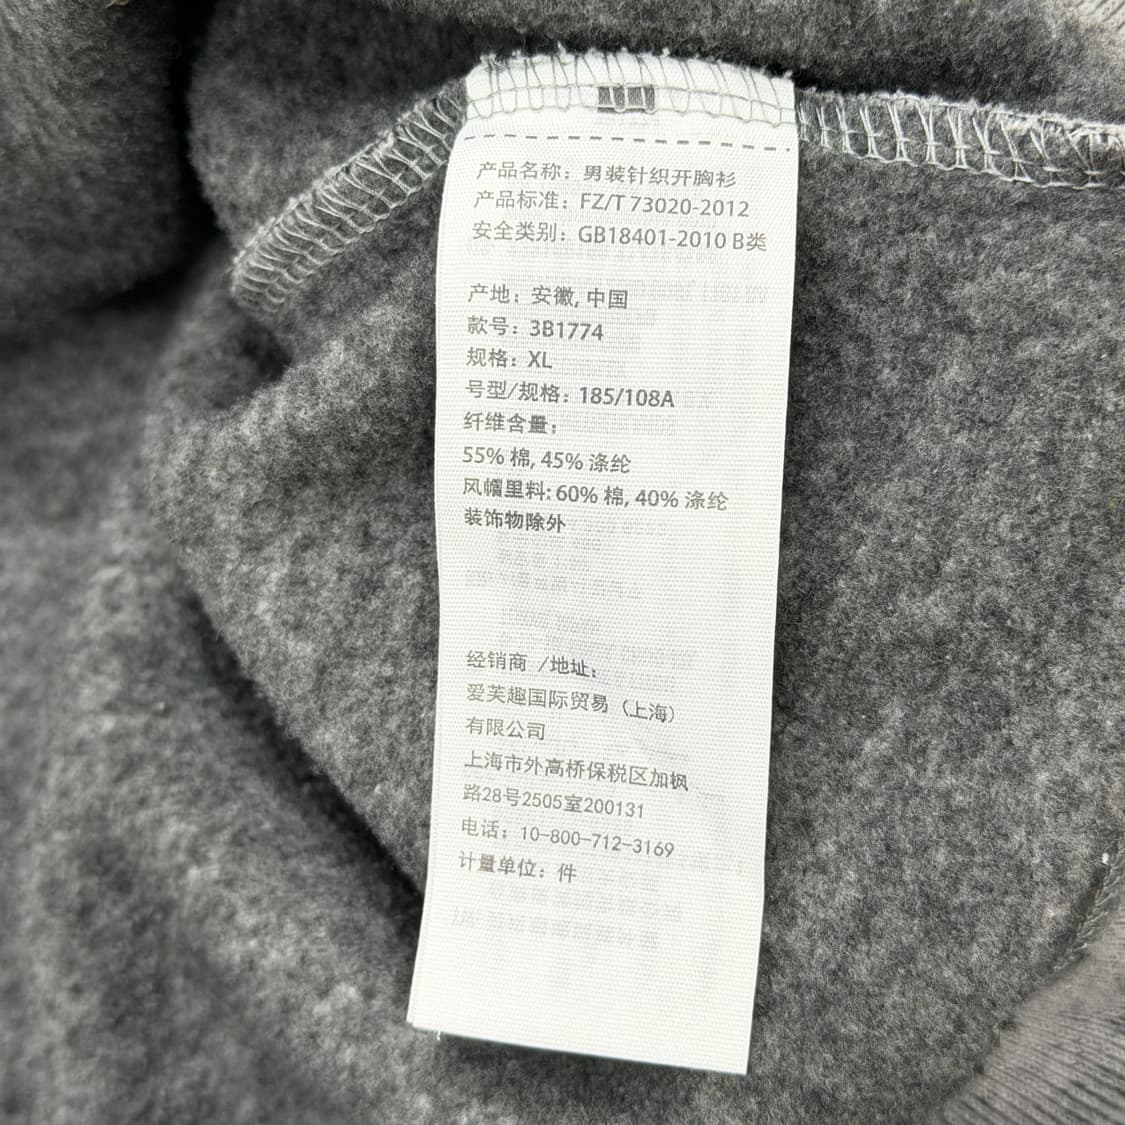 产品名称：男装针织开胸衫
产品标准：FZ/T 73020-2012
安全类别：GB18401-2010 B类
产地：安徽, 中国
款号：3B1774
规格：XL
号型/规格：185/108A
纤维含量：
55% 棉, 45% 涤纶
风帽里料: 60% 棉, 40% 涤纶
装饰物除外
经销商 /地址：
爱芙趣国际贸易（上海）
有限公司
上海市外高桥保税区加枫
路28号2505室200131
电话：10-800-712-3169
计量单位：件